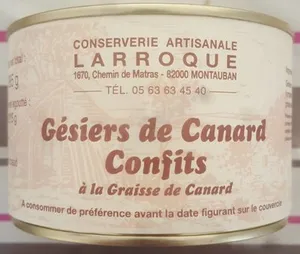 CONSERVERIE ARTISANALE
LARROQUE
1870, Chemin de Matras - 82000 MONTAUBAN
TÉL. 05 63 63 45 40
Gésiers de Canard
Confits
à la Graisse de Canard
A consommer de préférence avant la date figurant sur le couvercle